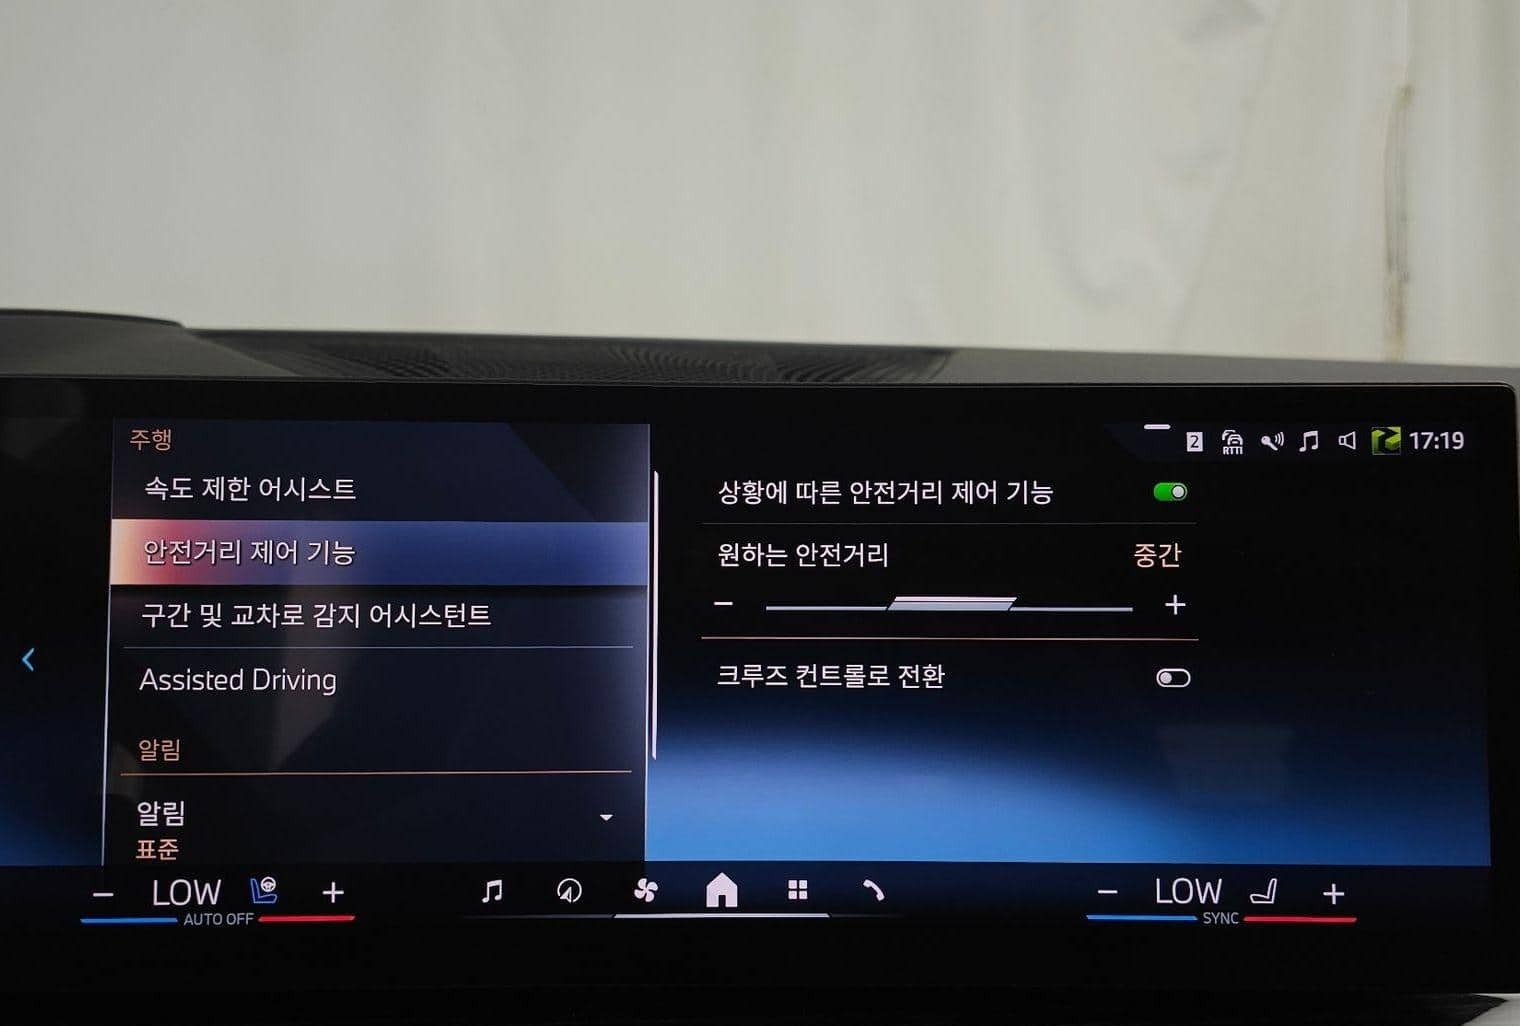 주행
속도 제한 어시스트
안전거리 제어 기능
구간 및 교차로 감지 어시스턴트
Assisted Driving
알림
알림
표준
2 RTTI 17:19
상황에 따른 안전거리 제어 기능
원하는 안전거리 중간
− +
크루즈 컨트롤로 전환
− LOW +
AUTO OFF
− LOW +
SYNC